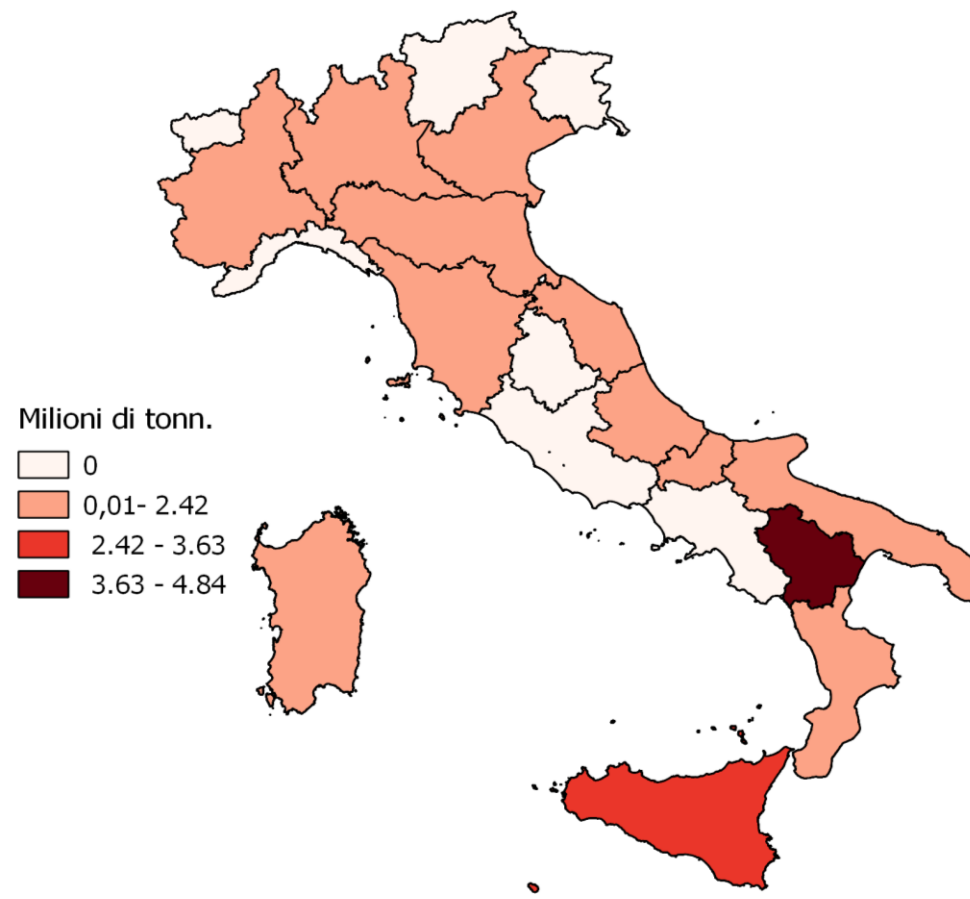 Milioni di tonn.
0
0,01- 2.42
2.42 - 3.63
3.63 - 4.84